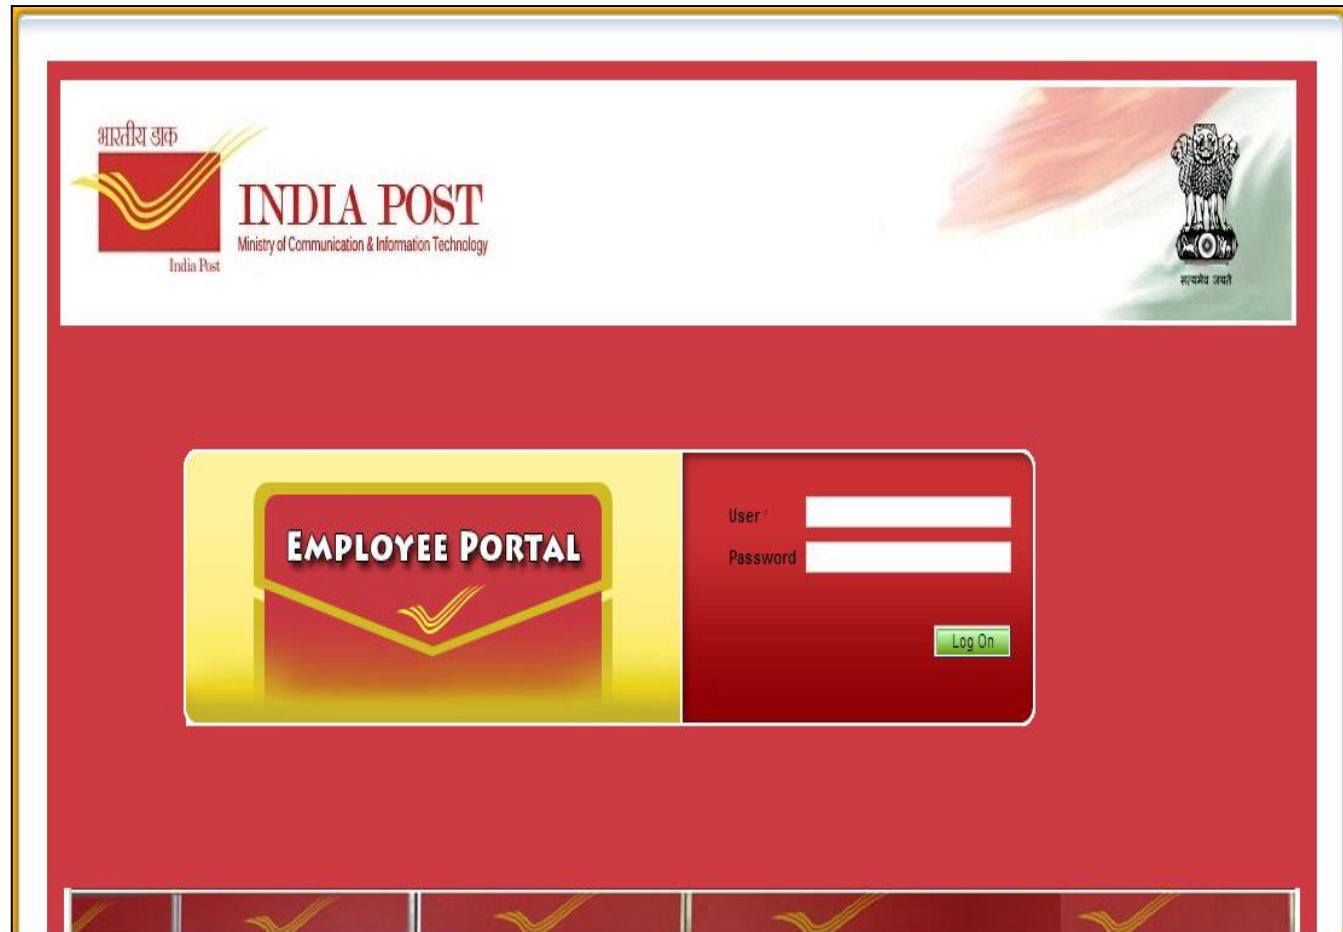 भारतीय डाक
INDIA POST
Ministry of Communication & Information Technology
India Post
सत्यमेव जयते
EMPLOYEE PORTAL
User *
Password
Log On